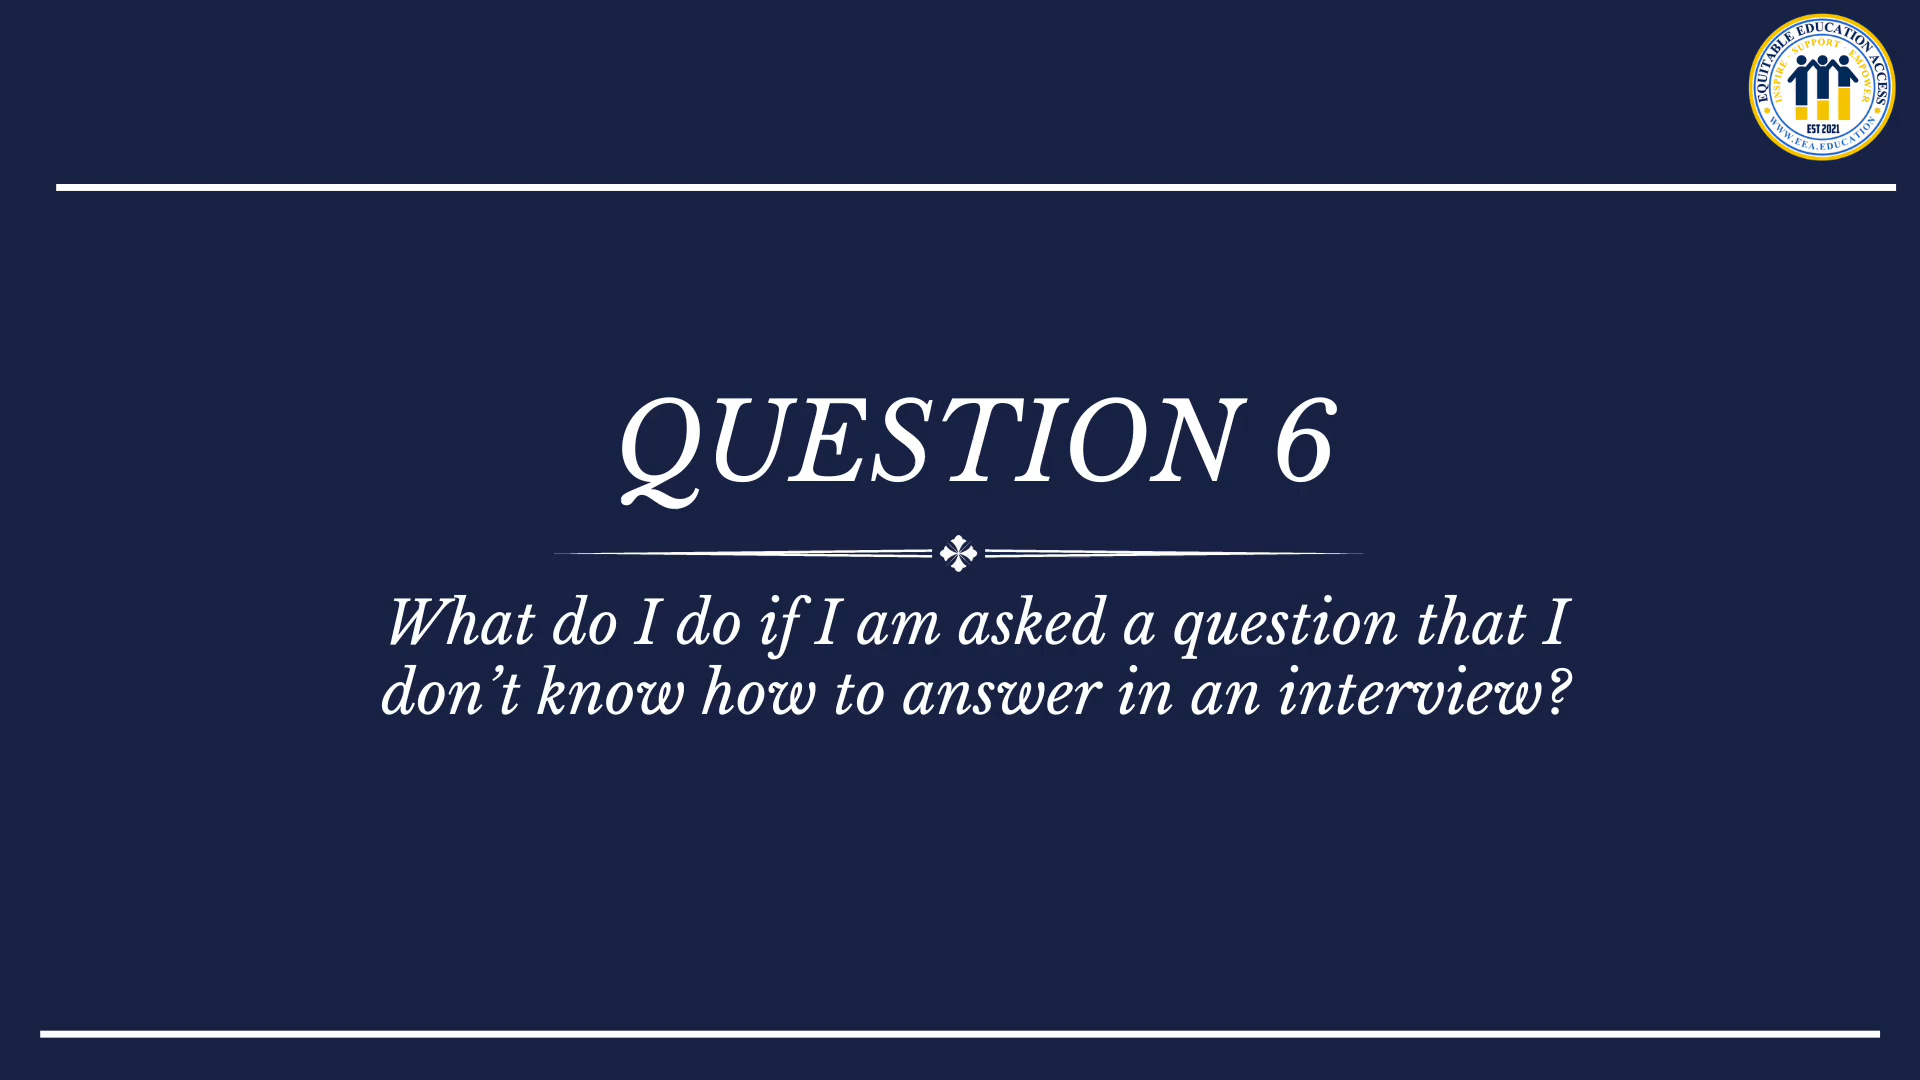 EQUITABLE EDUCATION ACCESS
INSPIRE · SUPPORT · EMPOWER
EST 2021
WWW.EEA.EDUCATION
QUESTION 6
What do I do if I am asked a question that I
don’t know how to answer in an interview?